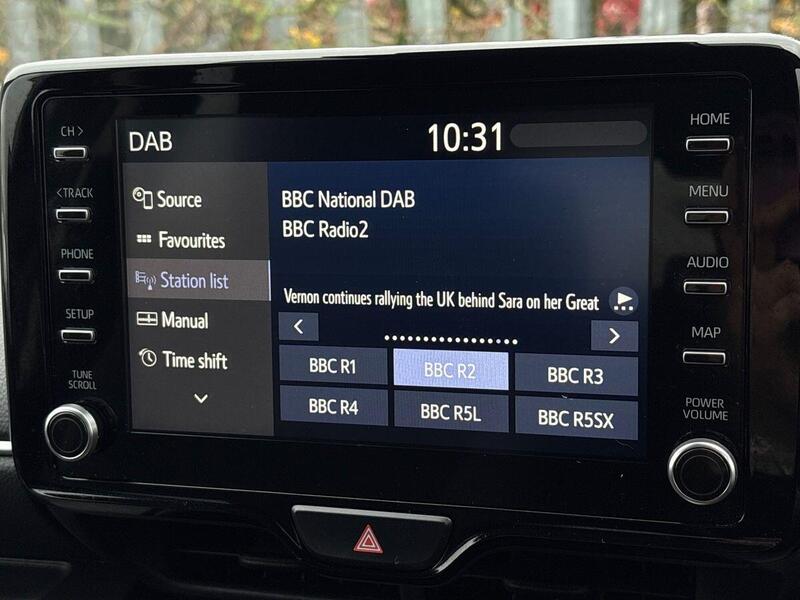 CH >
<TRACK
PHONE
SETUP
TUNE
SCROLL
DAB
10:31
Source
Favourites
Station list
Manual
Time shift
BBC National DAB
BBC Radio2
Vernon continues rallying the UK behind Sara on her Great
BBC R1
BBC R2
BBC R3
BBC R4
BBC R5L
BBC R5SX
HOME
MENU
AUDIO
MAP
POWER
VOLUME